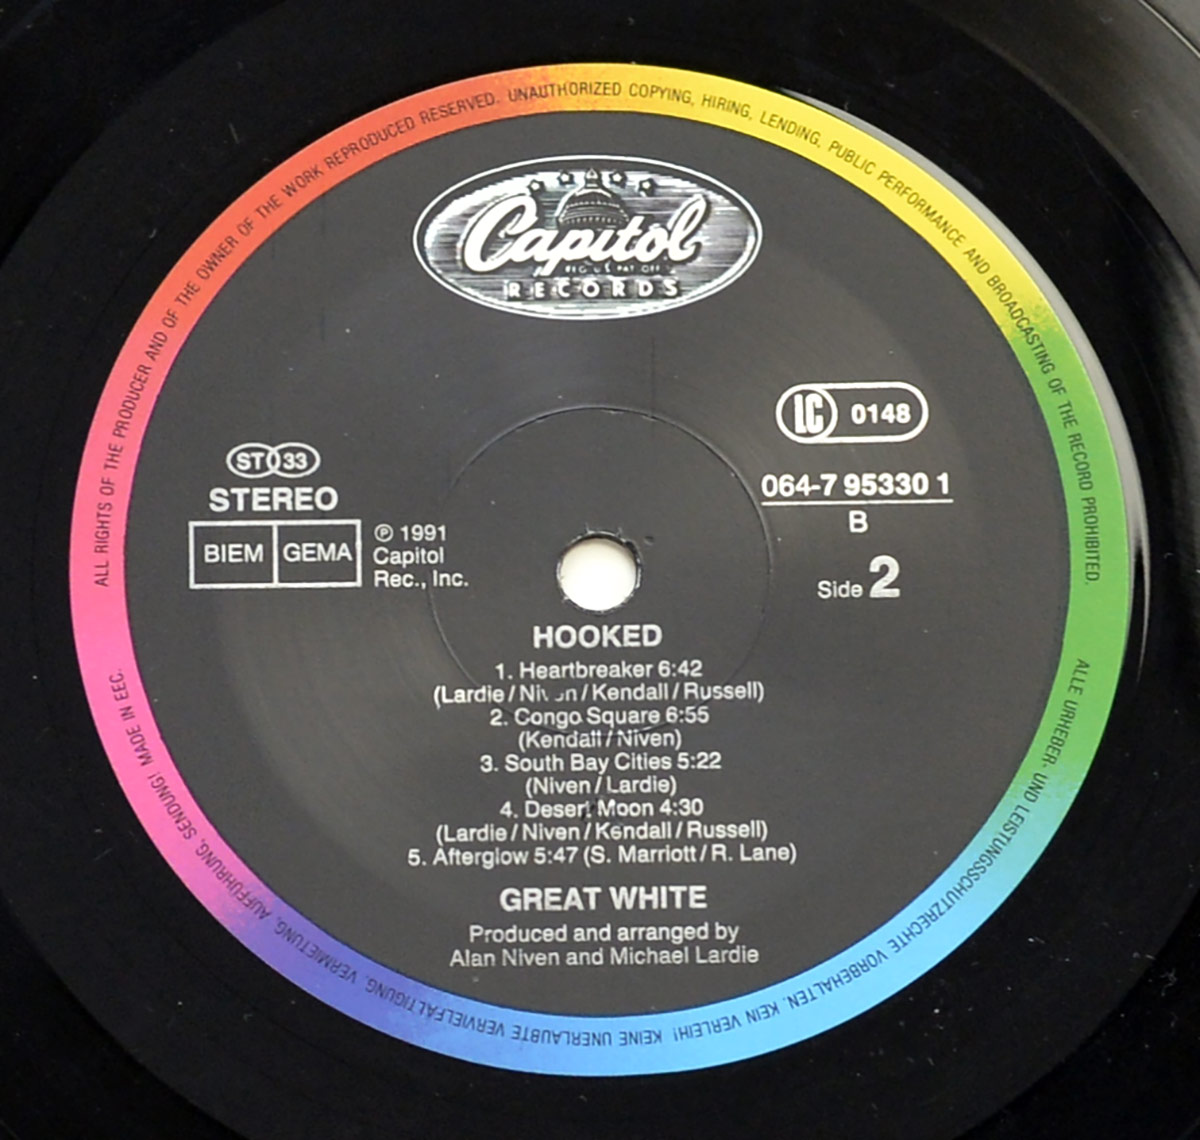 ALL RIGHTS OF THE PRODUCER AND OF THE OWNER OF THE WORK REPRODUCED RESERVED. UNAUTHORIZED COPYING, HIRING, LENDING, PUBLIC PERFORMANCE AND BROADCASTING OF THE RECORD PROHIBITED.
Capitol
REG US PAT OFF
RECORDS
LC 0148
064-7 95330 1
B
Side 2
ST 33
STEREO
BIEM GEMA
℗ 1991
Capitol
Rec., Inc.
HOOKED
1. Heartbreaker 6:42
(Lardie/Niven/Kendall/Russell)
2. Congo Square 6:55
(Kendall/Niven)
3. South Bay Cities 5:22
(Niven/Lardie)
4. Desert Moon 4:30
(Lardie/Niven/Kendall/Russell)
5. Afterglow 5:47 (S. Marriott/R. Lane)
GREAT WHITE
Produced and arranged by
Alan Niven and Michael Lardie
ALLE URHEBER- UND LEISTUNGSSCHUTZRECHTE VORBEHALTEN. KEIN VERLEIH! KEINE UNERLAUBTE VERVIELFALTIGUNG, VERMIETUNG, AUFFÜHRUNG, SENDUNG! MADE IN EEC.